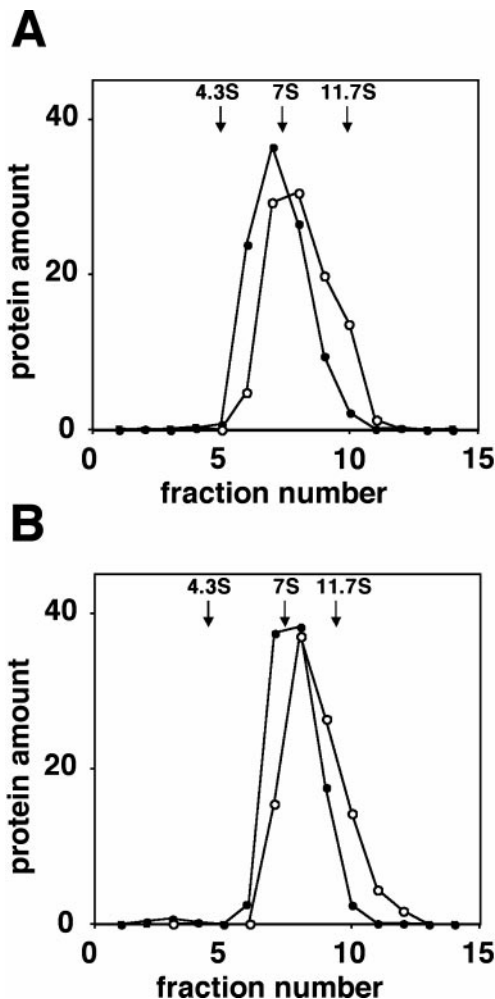 A
4.3S 7S 11.7S
40
20
0
protein amount
0 5 10 15
fraction number
B
4.3S 7S 11.7S
40
20
0
protein amount
0 5 10 15
fraction number